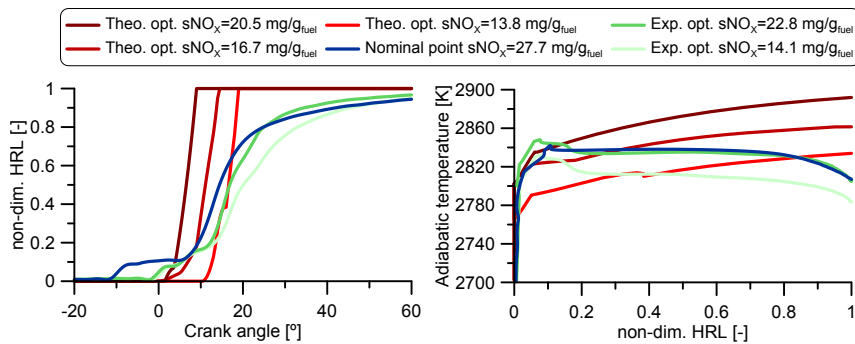 Theo. opt. sNOX=20.5 mg/gfuel Theo. opt. sNOX=13.8 mg/gfuel Exp. opt. sNOX=22.8 mg/gfuel
Theo. opt. sNOX=16.7 mg/gfuel Nominal point sNOX=27.7 mg/gfuel Exp. opt. sNOX=14.1 mg/gfuel
non-dim. HRL [-]
1
0.8
0.6
0.4
0.2
0
-20 0 20 40 60
Crank angle [º]
Adiabatic temperature [K]
2900
2860
2820
2780
2740
2700
0 0.2 0.4 0.6 0.8 1
non-dim. HRL [-]